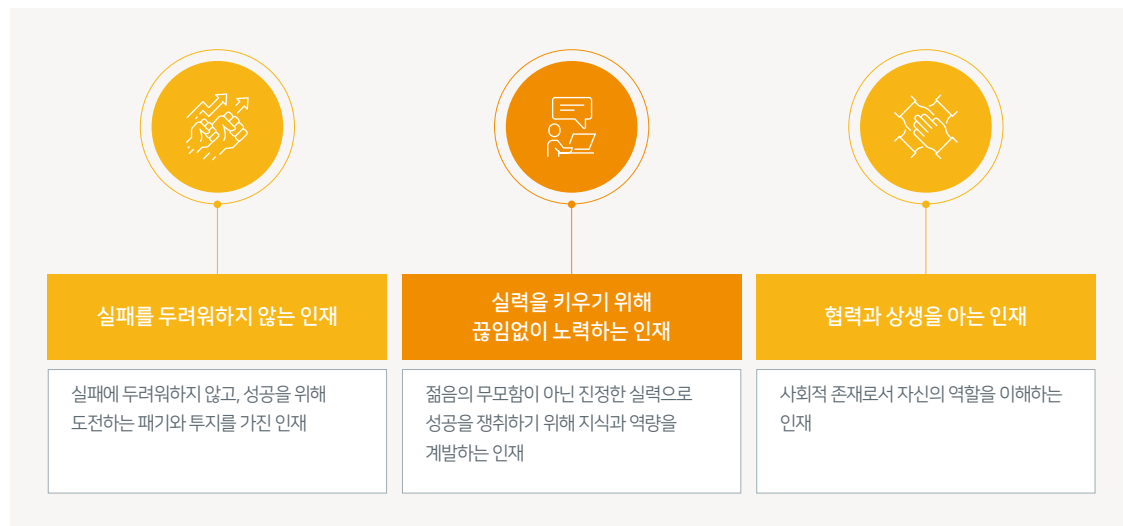 실패를 두려워하지 않는 인재
실패에 두려워하지 않고, 성공을 위해
도전하는 패기와 투지를 가진 인재
실력을 키우기 위해
끊임없이 노력하는 인재
젊음의 무모함이 아닌 진정한 실력으로
성공을 쟁취하기 위해 지식과 역량을
계발하는 인재
협력과 상생을 아는 인재
사회적 존재로서 자신의 역할을 이해하는
인재